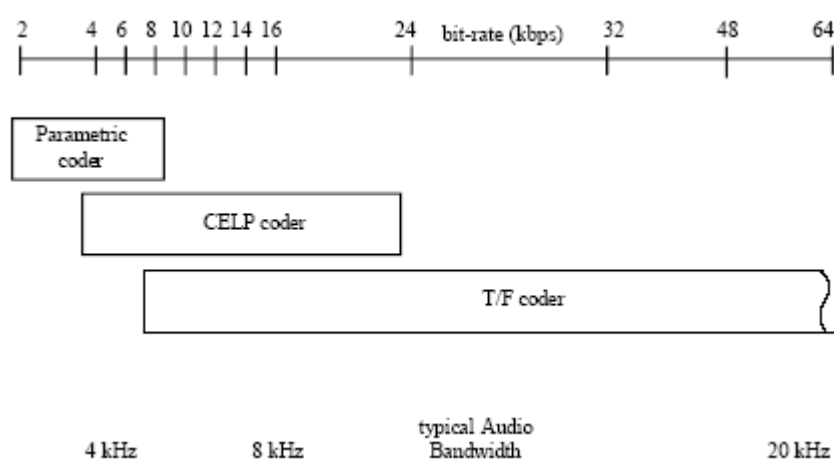 2 4 6 8 10 12 14 16 24 bit-rate (kbps) 32 48 64
Parametric
coder
CELP coder
T/F coder
typical Audio
4 kHz 8 kHz Bandwidth 20 kHz